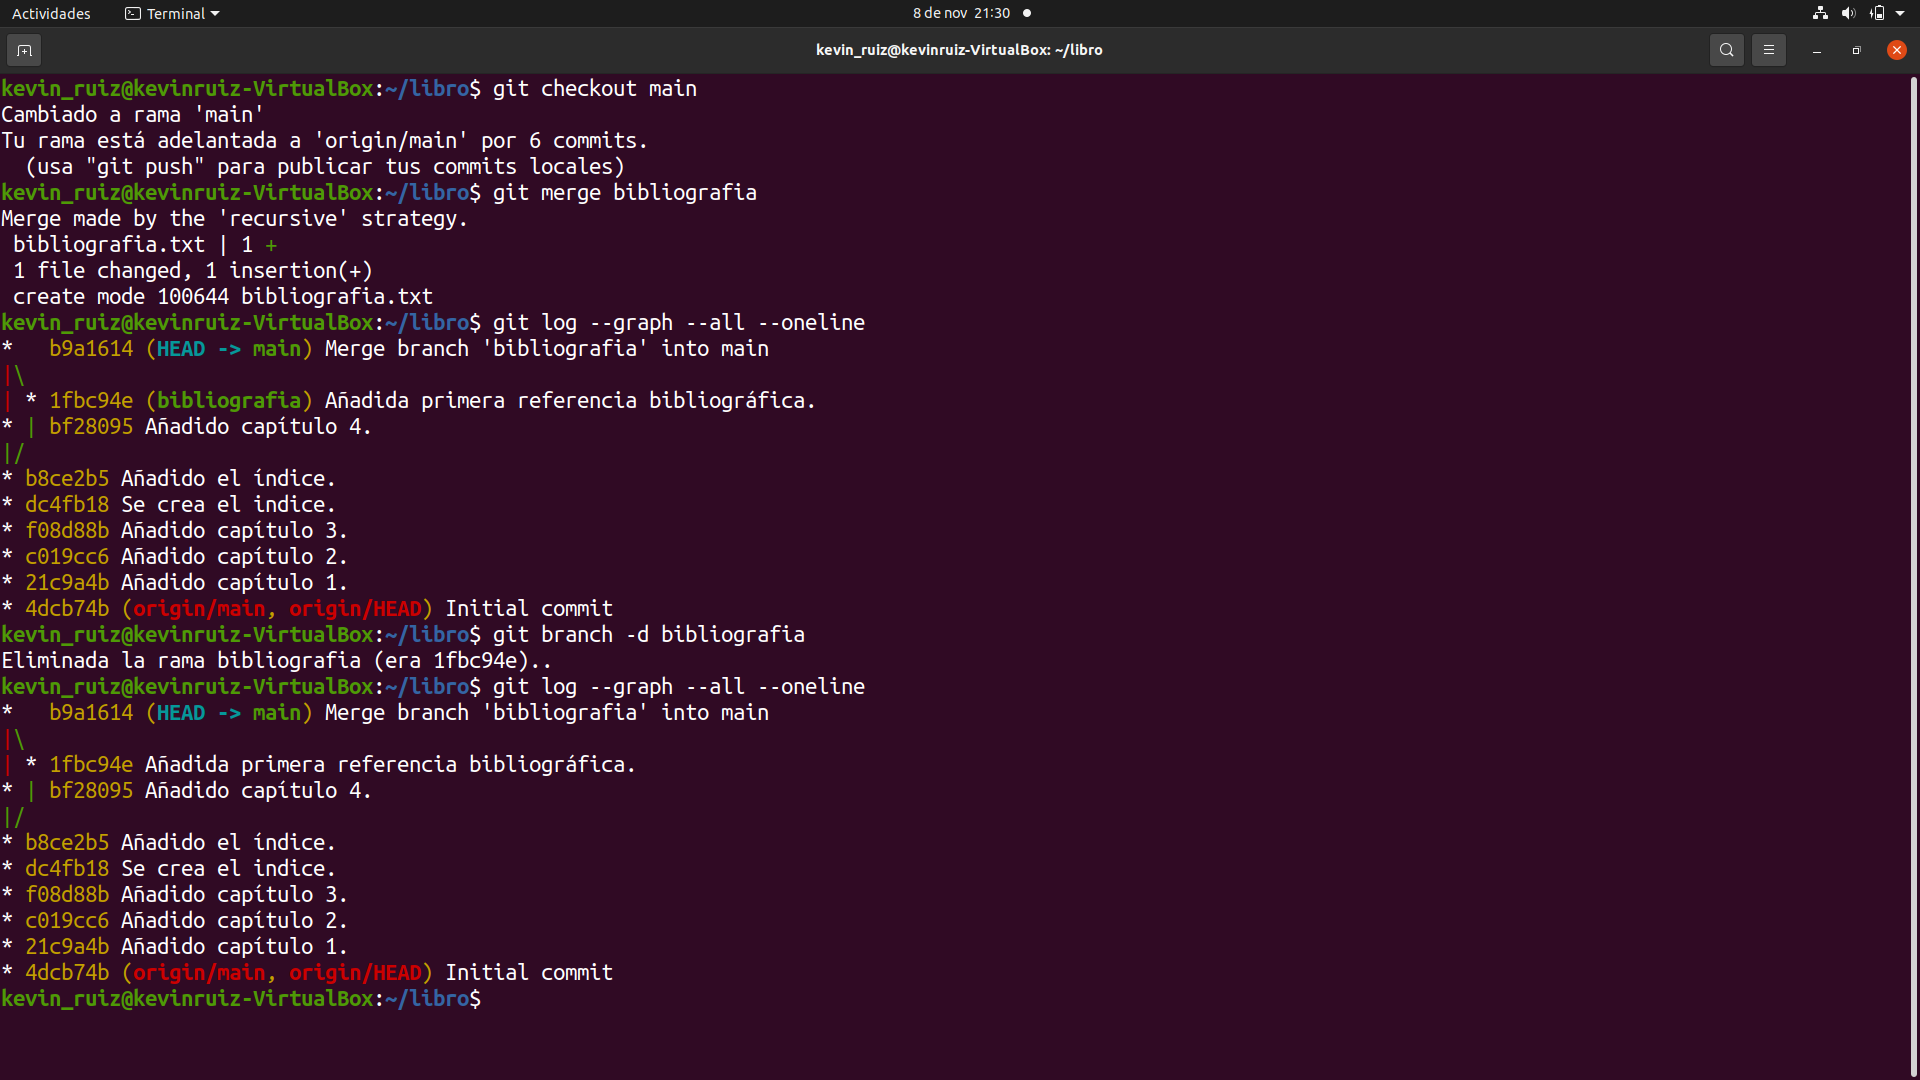 Actividades Terminal 8 de nov 21:30
kevin_ruiz@kevinruiz-VirtualBox: ~/libro
kevin_ruiz@kevinruiz-VirtualBox:~/libro$ git checkout main
Cambiado a rama 'main'
Tu rama está adelantada a 'origin/main' por 6 commits.
  (usa "git push" para publicar tus commits locales)
kevin_ruiz@kevinruiz-VirtualBox:~/libro$ git merge bibliografia
Merge made by the 'recursive' strategy.
 bibliografia.txt | 1 +
 1 file changed, 1 insertion(+)
 create mode 100644 bibliografia.txt
kevin_ruiz@kevinruiz-VirtualBox:~/libro$ git log --graph --all --oneline
*   b9a1614 (HEAD -> main) Merge branch 'bibliografia' into main
|\
| * 1fbc94e (bibliografia) Añadida primera referencia bibliográfica.
* | bf28095 Añadido capítulo 4.
|/
* b8ce2b5 Añadido el índice.
* dc4fb18 Se crea el indice.
* f08d88b Añadido capítulo 3.
* c019cc6 Añadido capítulo 2.
* 21c9a4b Añadido capítulo 1.
* 4dcb74b (origin/main, origin/HEAD) Initial commit
kevin_ruiz@kevinruiz-VirtualBox:~/libro$ git branch -d bibliografia
Eliminada la rama bibliografia (era 1fbc94e)..
kevin_ruiz@kevinruiz-VirtualBox:~/libro$ git log --graph --all --oneline
*   b9a1614 (HEAD -> main) Merge branch 'bibliografia' into main
|\
| * 1fbc94e Añadida primera referencia bibliográfica.
* | bf28095 Añadido capítulo 4.
|/
* b8ce2b5 Añadido el índice.
* dc4fb18 Se crea el indice.
* f08d88b Añadido capítulo 3.
* c019cc6 Añadido capítulo 2.
* 21c9a4b Añadido capítulo 1.
* 4dcb74b (origin/main, origin/HEAD) Initial commit
kevin_ruiz@kevinruiz-VirtualBox:~/libro$